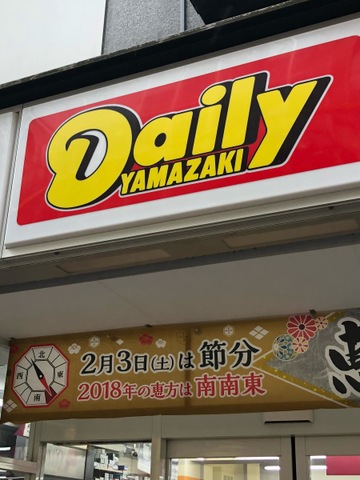 Daily
YAMAZAKI
北
西 東
南
2月3日(土)は節分
2018年の恵方は南南東
恵